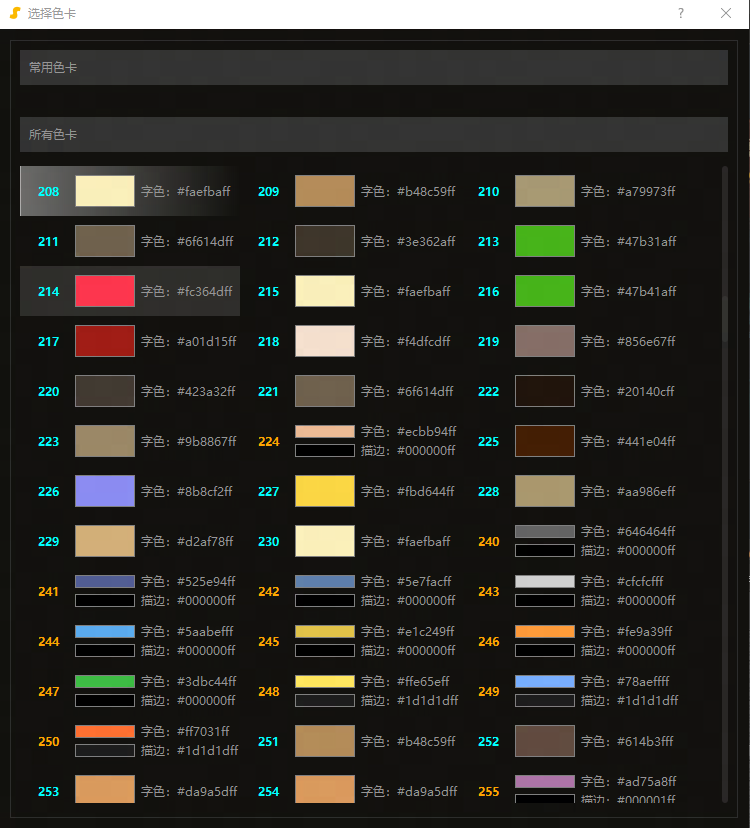 选择色卡 ?
常用色卡
所有色卡
208 字色：#faefbaff 209 字色：#b48c59ff 210 字色：#a79973ff
211 字色：#6f614dff 212 字色：#3e362aff 213 字色：#47b31aff
214 字色：#fc364dff 215 字色：#faefbaff 216 字色：#47b41aff
217 字色：#a01d15ff 218 字色：#f4dfcdff 219 字色：#856e67ff
220 字色：#423a32ff 221 字色：#6f614dff 222 字色：#20140cff
223 字色：#9b8867ff 224 字色：#ecbb94ff 225 字色：#441e04ff
描边：#000000ff
226 字色：#8b8cf2ff 227 字色：#fbd644ff 228 字色：#aa986eff
229 字色：#d2af78ff 230 字色：#faefbaff 240 字色：#646464ff
描边：#000000ff
241 字色：#525e94ff 242 字色：#5e7facff 243 字色：#cfcfcfff
描边：#000000ff 描边：#000000ff 描边：#000000ff
244 字色：#5aabefff 245 字色：#e1c249ff 246 字色：#fe9a39ff
描边：#000000ff 描边：#000000ff 描边：#000000ff
247 字色：#3dbc44ff 248 字色：#ffe65eff 249 字色：#78aeffff
描边：#000000ff 描边：#1d1d1dff 描边：#1d1d1dff
250 字色：#ff7031ff 251 字色：#b48c59ff 252 字色：#614b3fff
描边：#1d1d1dff
253 字色：#da9a5dff 254 字色：#da9a5dff 255 字色：#ad75a8ff
描边：#000001ff